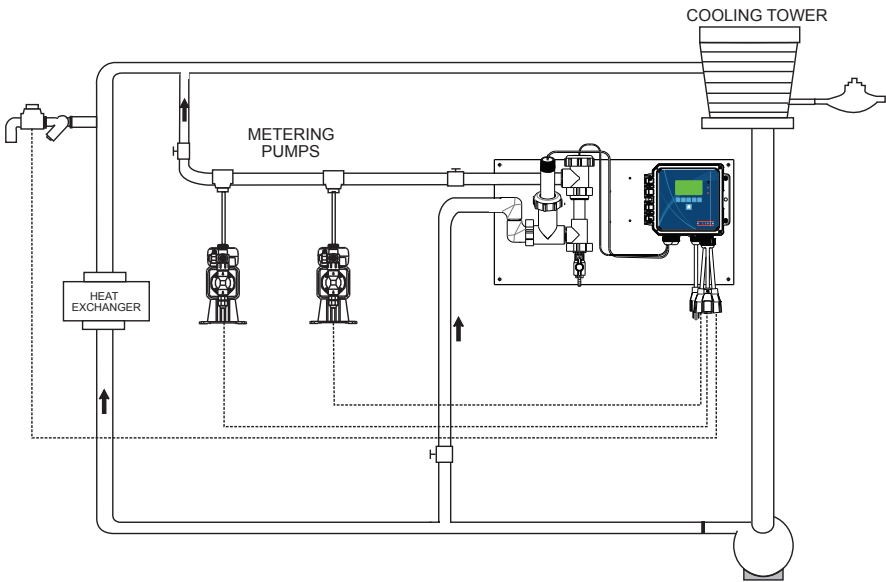 COOLING TOWER
METERING
PUMPS
HEAT
EXCHANGER